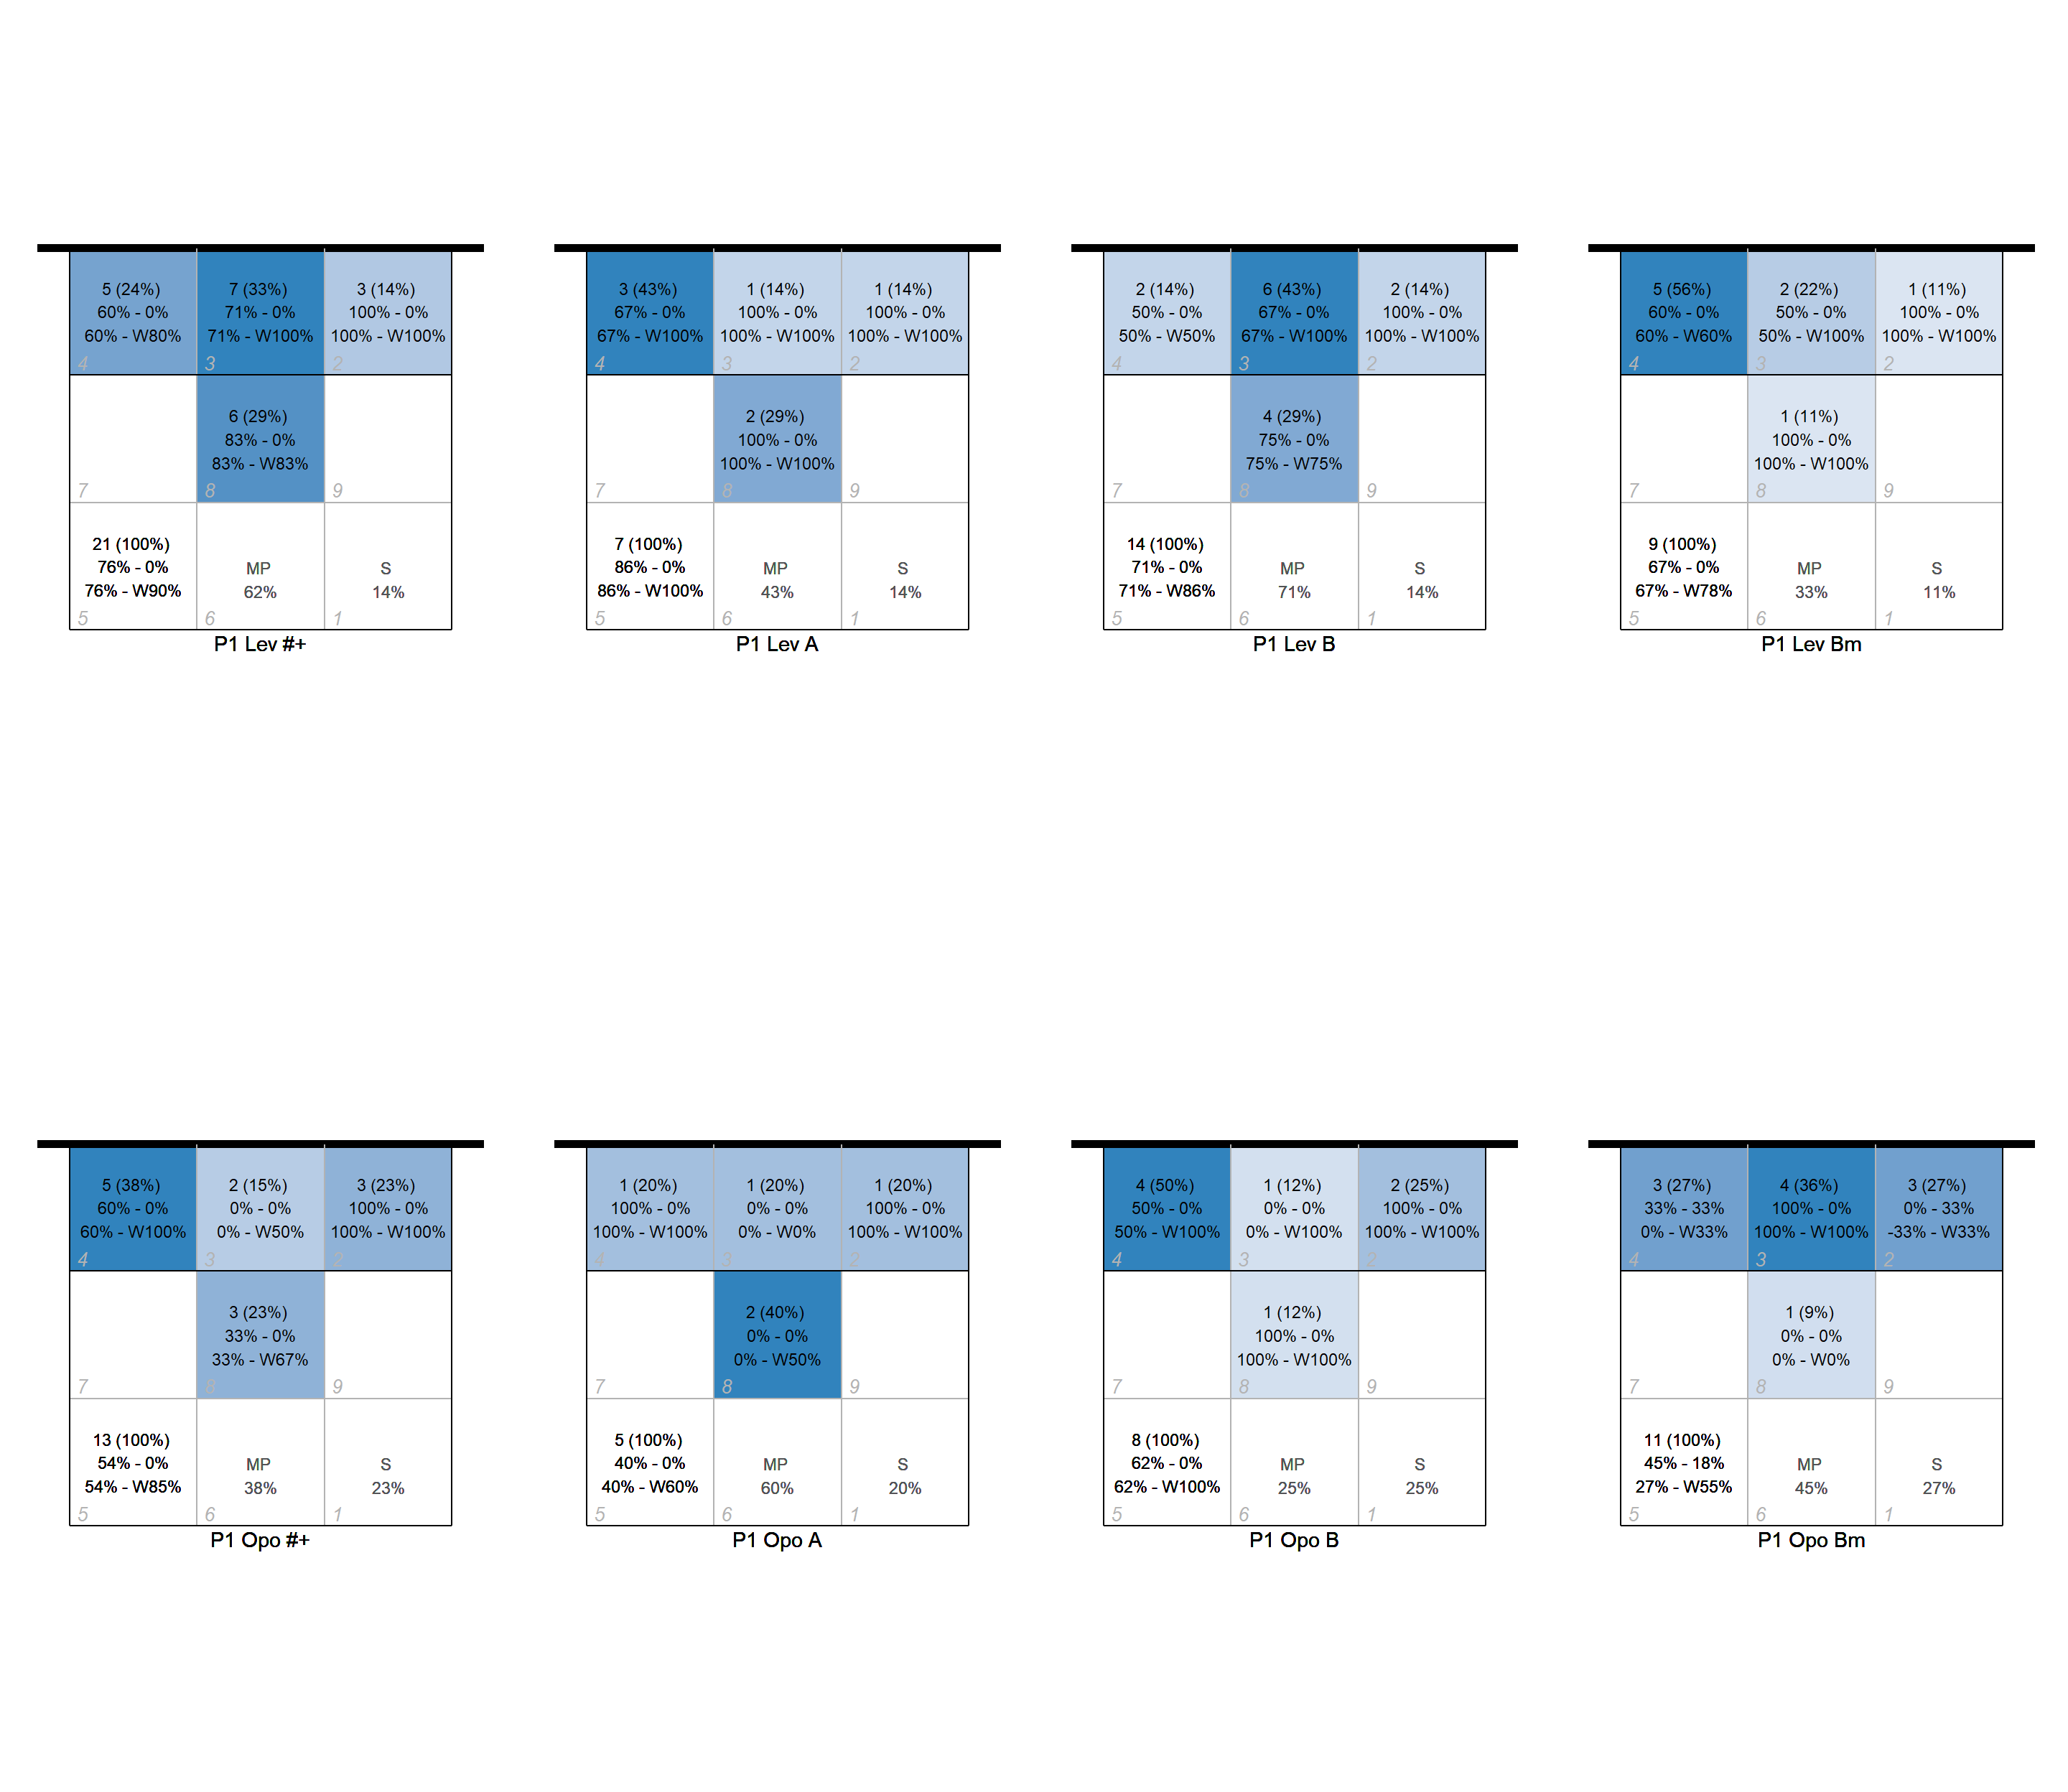 5 (24%)
60% - 0%
60% - W80%
4
7 (33%)
71% - 0%
71% - W100%
3
3 (14%)
100% - 0%
100% - W100%
2
7
6 (29%)
83% - 0%
83% - W83%
8
9
21 (100%)
76% - 0%
76% - W90%
5
MP
62%
6
S
14%
1
P1 Lev #+
3 (43%)
67% - 0%
67% - W100%
4
1 (14%)
100% - 0%
100% - W100%
3
1 (14%)
100% - 0%
100% - W100%
2
7
2 (29%)
100% - 0%
100% - W100%
8
9
7 (100%)
86% - 0%
86% - W100%
5
MP
43%
6
S
14%
1
P1 Lev A
2 (14%)
50% - 0%
50% - W50%
4
6 (43%)
67% - 0%
67% - W100%
3
2 (14%)
100% - 0%
100% - W100%
2
7
4 (29%)
75% - 0%
75% - W75%
8
9
14 (100%)
71% - 0%
71% - W86%
5
MP
71%
6
S
14%
1
P1 Lev B
5 (56%)
60% - 0%
60% - W60%
4
2 (22%)
50% - 0%
50% - W100%
3
1 (11%)
100% - 0%
100% - W100%
2
7
1 (11%)
100% - 0%
100% - W100%
8
9
9 (100%)
67% - 0%
67% - W78%
5
MP
33%
6
S
11%
1
P1 Lev Bm
5 (38%)
60% - 0%
60% - W100%
4
2 (15%)
0% - 0%
0% - W50%
3
3 (23%)
100% - 0%
100% - W100%
2
7
3 (23%)
33% - 0%
33% - W67%
8
9
13 (100%)
54% - 0%
54% - W85%
5
MP
38%
6
S
23%
1
P1 Opo #+
1 (20%)
100% - 0%
100% - W100%
4
1 (20%)
0% - 0%
0% - W0%
3
1 (20%)
100% - 0%
100% - W100%
2
7
2 (40%)
0% - 0%
0% - W50%
8
9
5 (100%)
40% - 0%
40% - W60%
5
MP
60%
6
S
20%
1
P1 Opo A
4 (50%)
50% - 0%
50% - W100%
4
1 (12%)
0% - 0%
0% - W100%
3
2 (25%)
100% - 0%
100% - W100%
2
7
1 (12%)
100% - 0%
100% - W100%
8
9
8 (100%)
62% - 0%
62% - W100%
5
MP
25%
6
S
25%
1
P1 Opo B
3 (27%)
33% - 33%
0% - W33%
4
4 (36%)
100% - 0%
100% - W100%
3
3 (27%)
0% - 33%
-33% - W33%
2
7
1 (9%)
0% - 0%
0% - W0%
8
9
11 (100%)
45% - 18%
27% - W55%
5
MP
45%
6
S
27%
1
P1 Opo Bm